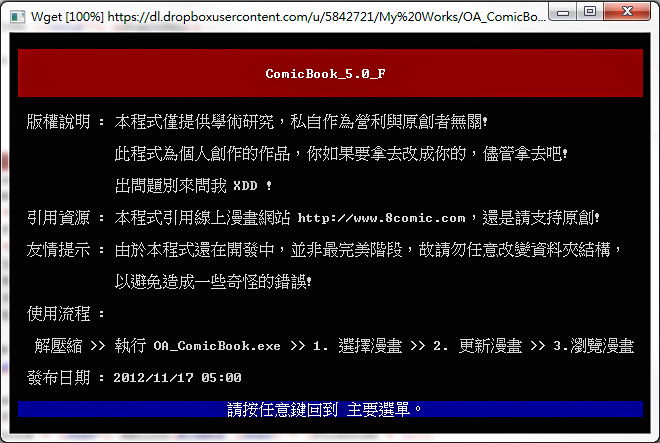 Wget [100%] https://dl.dropboxusercontent.com/u/5842721/My%20Works/OA_ComicBo...
ComicBook_5.0_F
版權說明 : 本程式僅提供學術研究，私自作為營利與原創者無關!
此程式為個人創作的作品，你如果要拿去改成你的，儘管拿去吧!
出問題別來問我 XDD !
引用資源 : 本程式引用線上漫畫網站 http://www.8comic.com，還是請支持原創!
友情提示 : 由於本程式還在開發中，並非最完美階段，故請勿任意改變資料夾結構，
以避免造成一些奇怪的錯誤!
使用流程 :
解壓縮 >> 執行 OA_ComicBook.exe >> 1. 選擇漫畫 >> 2. 更新漫畫 >> 3.瀏覽漫畫
發布日期 : 2012/11/17 05:00
請按任意鍵回到 主要選單。